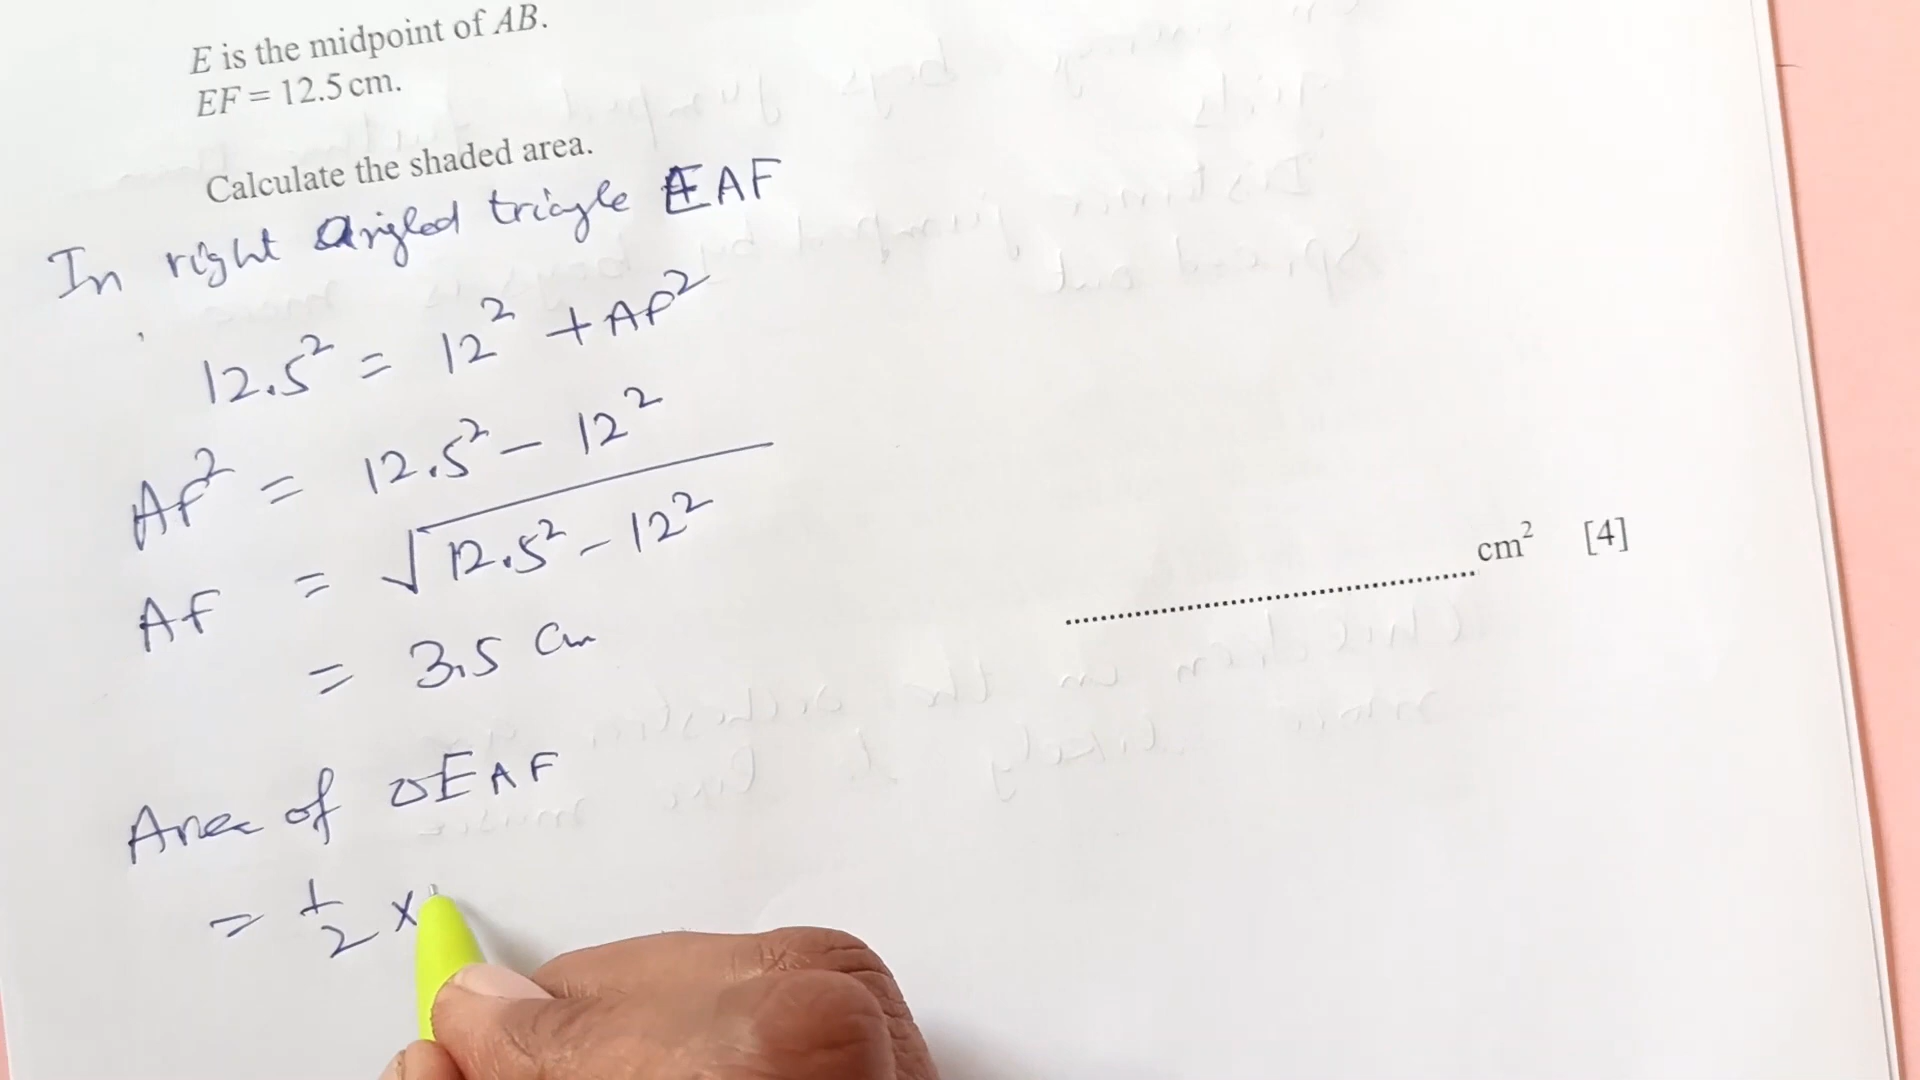 E is the midpoint of AB.
EF = 12.5 cm.
Calculate the shaded area.
In right angled triangle EAF
12.5² = 12² + AF²
AF² = 12.5² − 12²
AF = √12.5² − 12²
= 3.5 cm
cm² [4]
Area of △EAF
= 1/2 ×